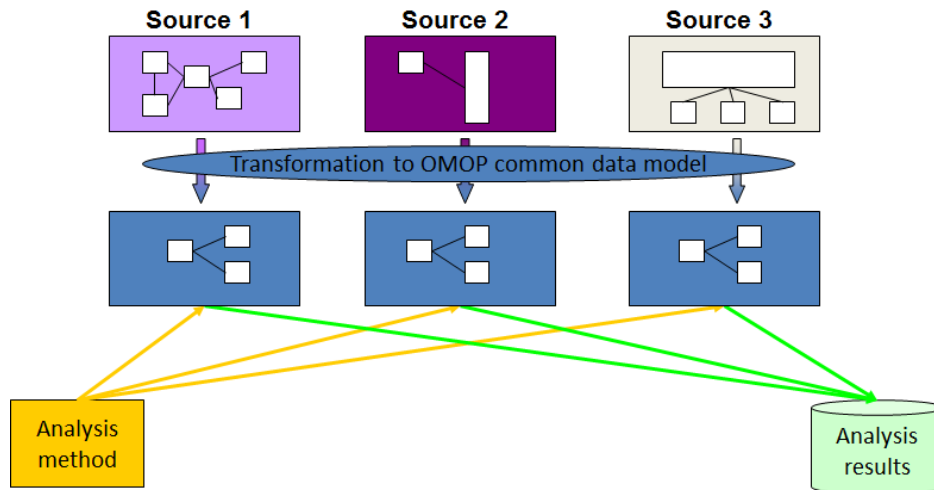 Source 1
Source 2
Source 3
Transformation to OMOP common data model
Analysis
method
Analysis
results